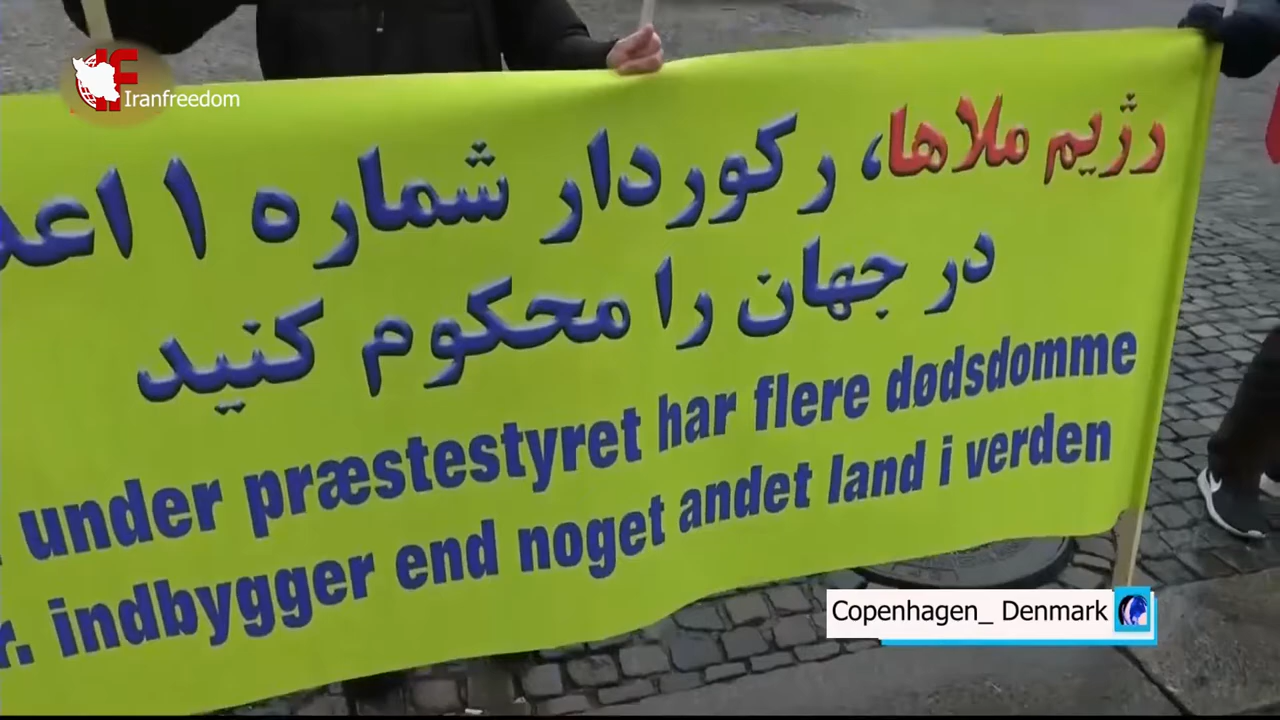 Iranfreedom
رژیم ملاها، رکوردار شماره ۱
در جهان را محکوم کنید
under præstestyret har flere dødsdomme
indbygger end noget andet land i verden
Copenhagen_ Denmark